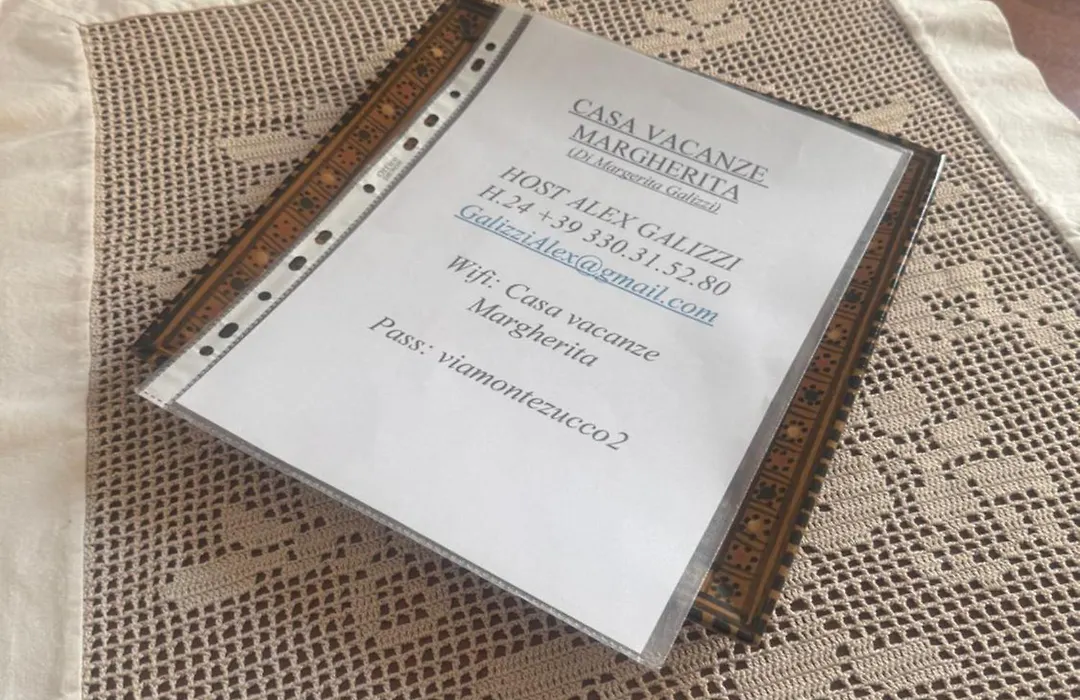 CASA VACANZE
MARGHERITA
(Di Margerita Galizzi)
HOST ALEX GALIZZI
H.24 +39 330.31.52.80
GalizziAlex@gmail.com
Wifi: Casa vacanze
Margherita
Pass: viamontezucco2